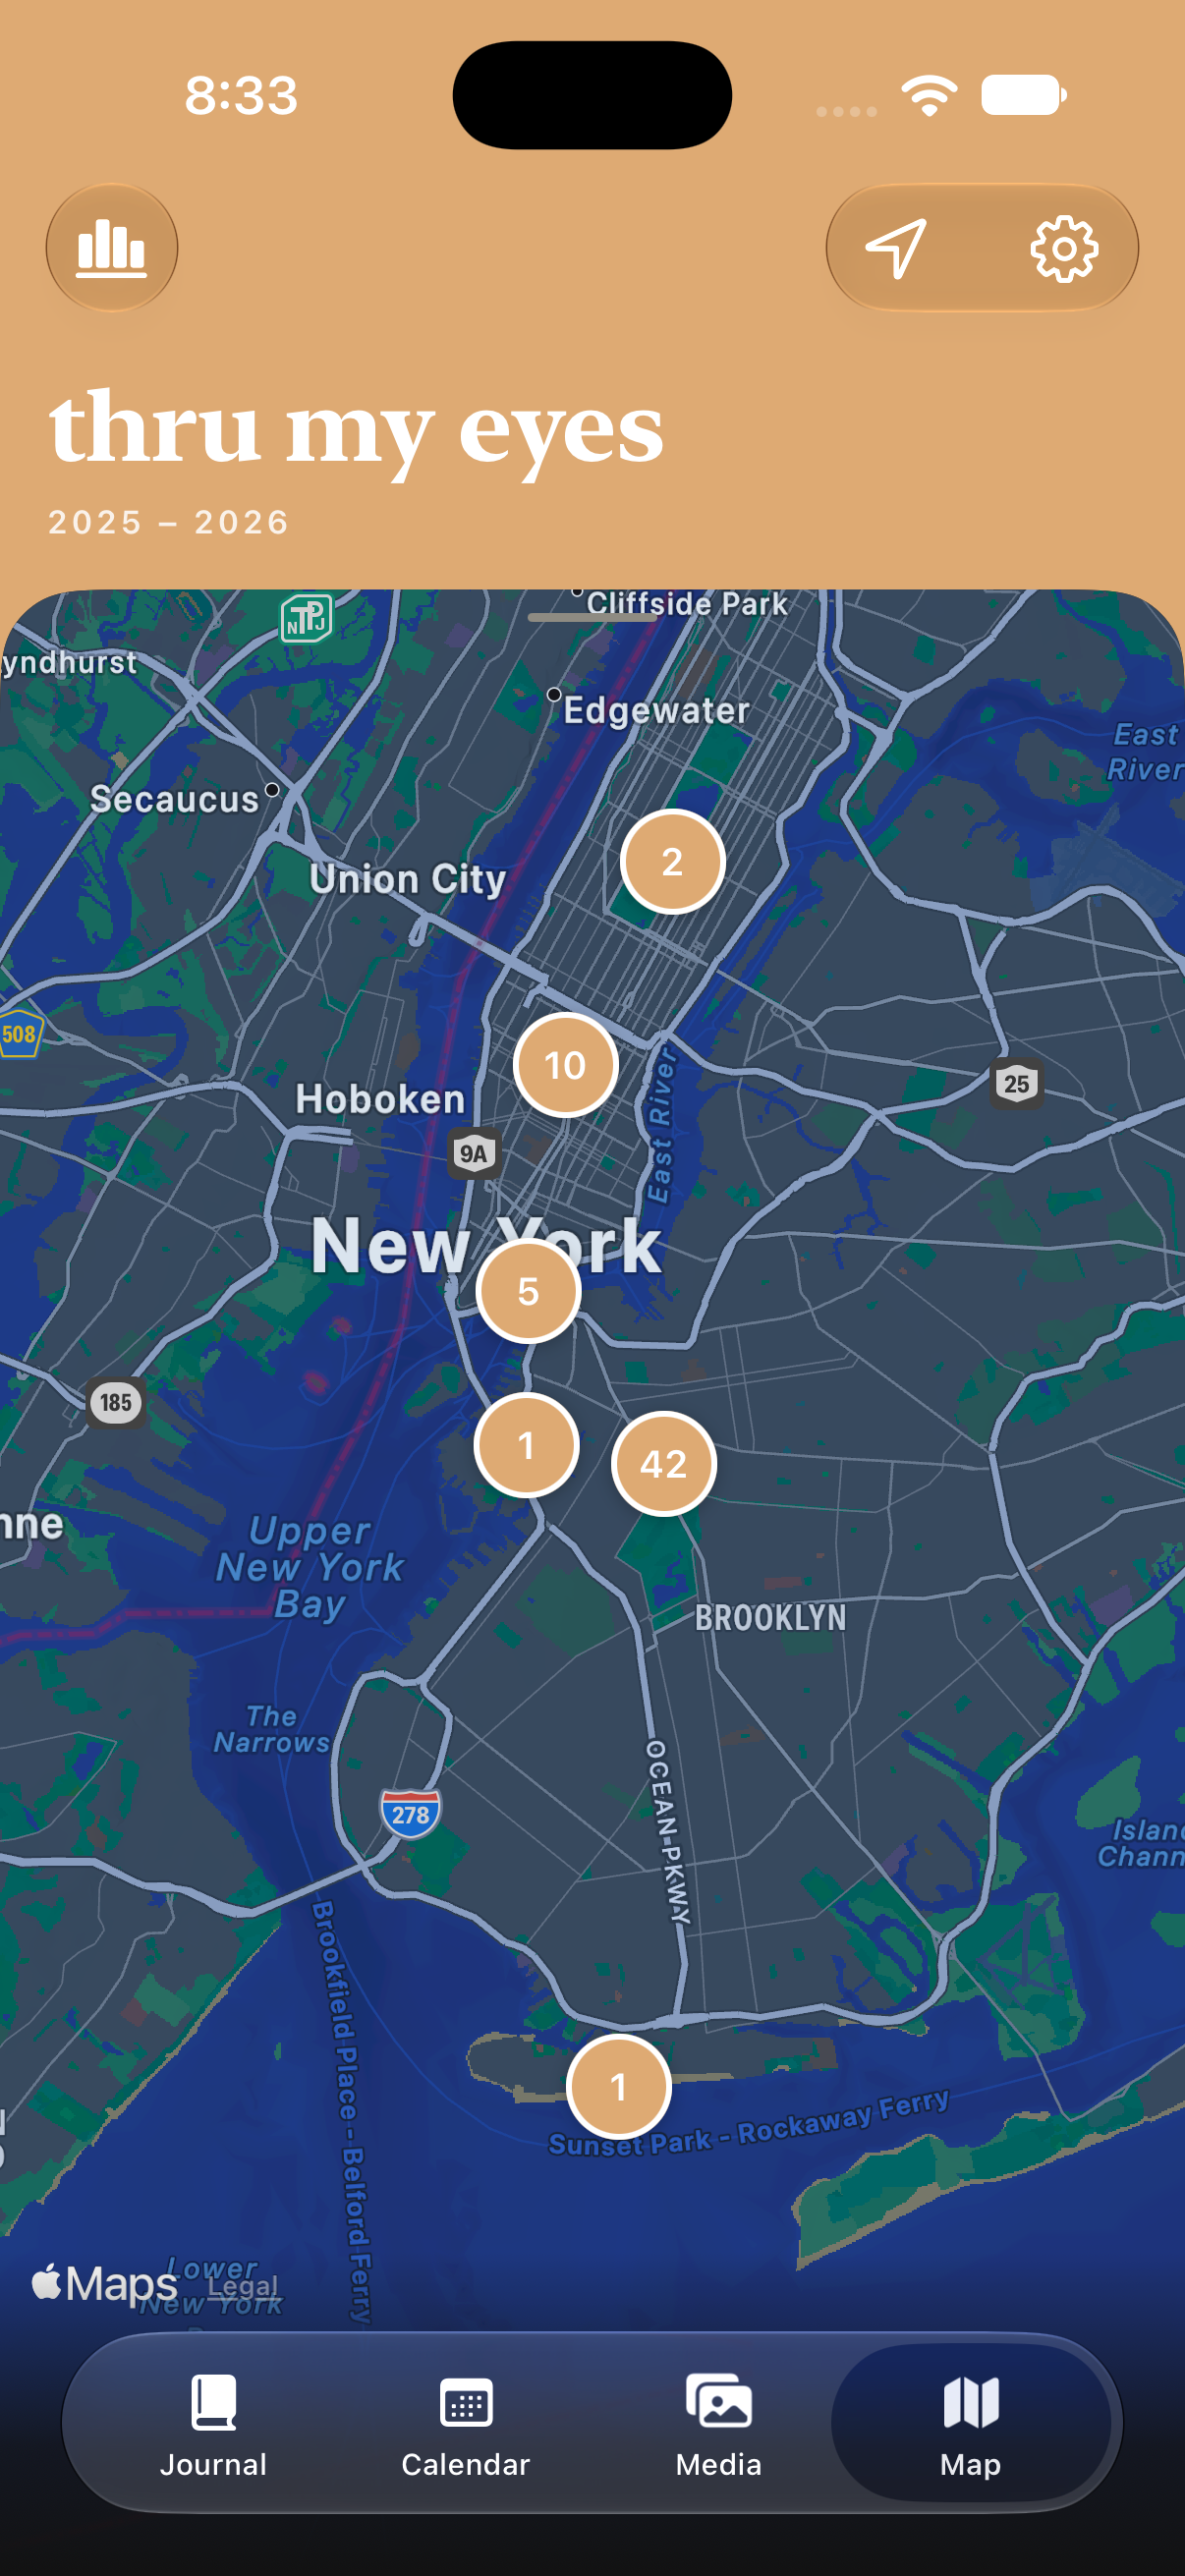 8:33
thru my eyes
2025 – 2026
Cliffside Park
NTPJ
yndhurst
Edgewater
East
River
Secaucus
2
Union City
508
10
25
Hoboken
9A
East River
New York
5
185
1
42
nne
Upper
New York
Bay
BROOKLYN
The
Narrows
OCEAN PKWY
278
Island
Chann
Brookfield Place - Belford Ferry
1
Sunset Park - Rockaway Ferry
Maps
Legal
Lower
New York
Journal
Calendar
Media
Map